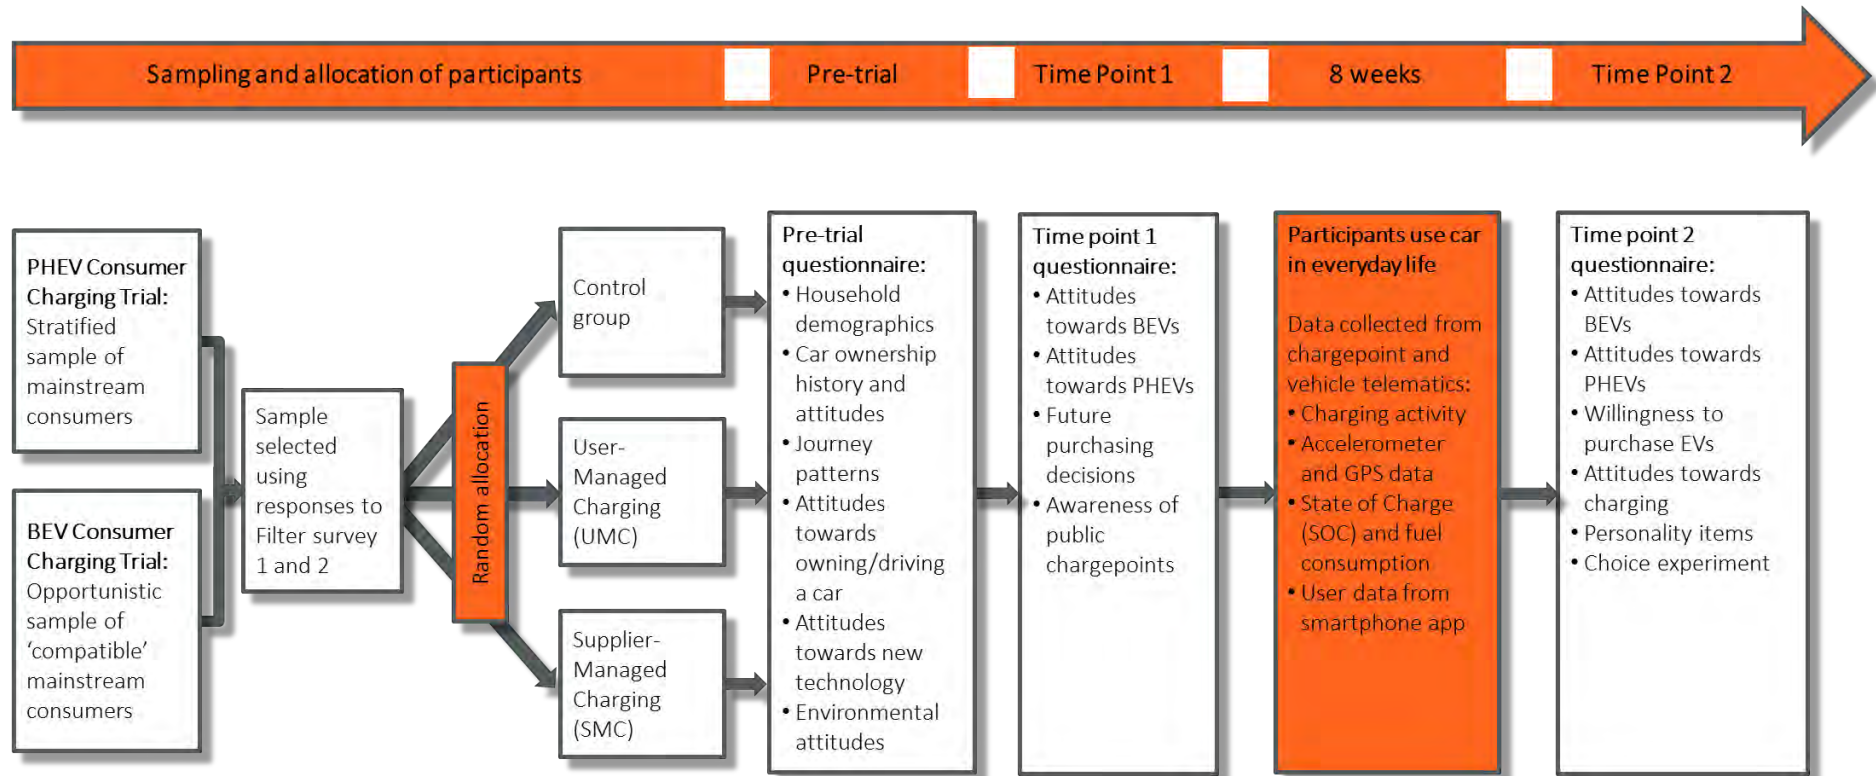 Sampling and allocation of participants
Pre-trial
Time Point 1
8 weeks
Time Point 2
PHEV Consumer
Charging Trial:
Stratified
sample of
mainstream
consumers
BEV Consumer
Charging Trial:
Opportunistic
sample of
‘compatible’
mainstream
consumers
Sample
selected
using
responses to
Filter survey
1 and 2
Random allocation
Control
group
User-
Managed
Charging
(UMC)
Supplier-
Managed
Charging
(SMC)
Pre-trial
questionnaire:
• Household
demographics
• Car ownership
history and
attitudes
• Journey
patterns
• Attitudes
towards
owning/driving
a car
• Attitudes
towards new
technology
• Environmental
attitudes
Time point 1
questionnaire:
• Attitudes
towards BEVs
• Attitudes
towards PHEVs
• Future
purchasing
decisions
• Awareness of
public
chargepoints
Participants use car
in everyday life
Data collected from
chargepoint and
vehicle telematics:
• Charging activity
• Accelerometer
and GPS data
• State of Charge
(SOC) and fuel
consumption
• User data from
smartphone app
Time point 2
questionnaire:
• Attitudes towards
BEVs
• Attitudes towards
PHEVs
• Willingness to
purchase EVs
• Attitudes towards
charging
• Personality items
• Choice experiment